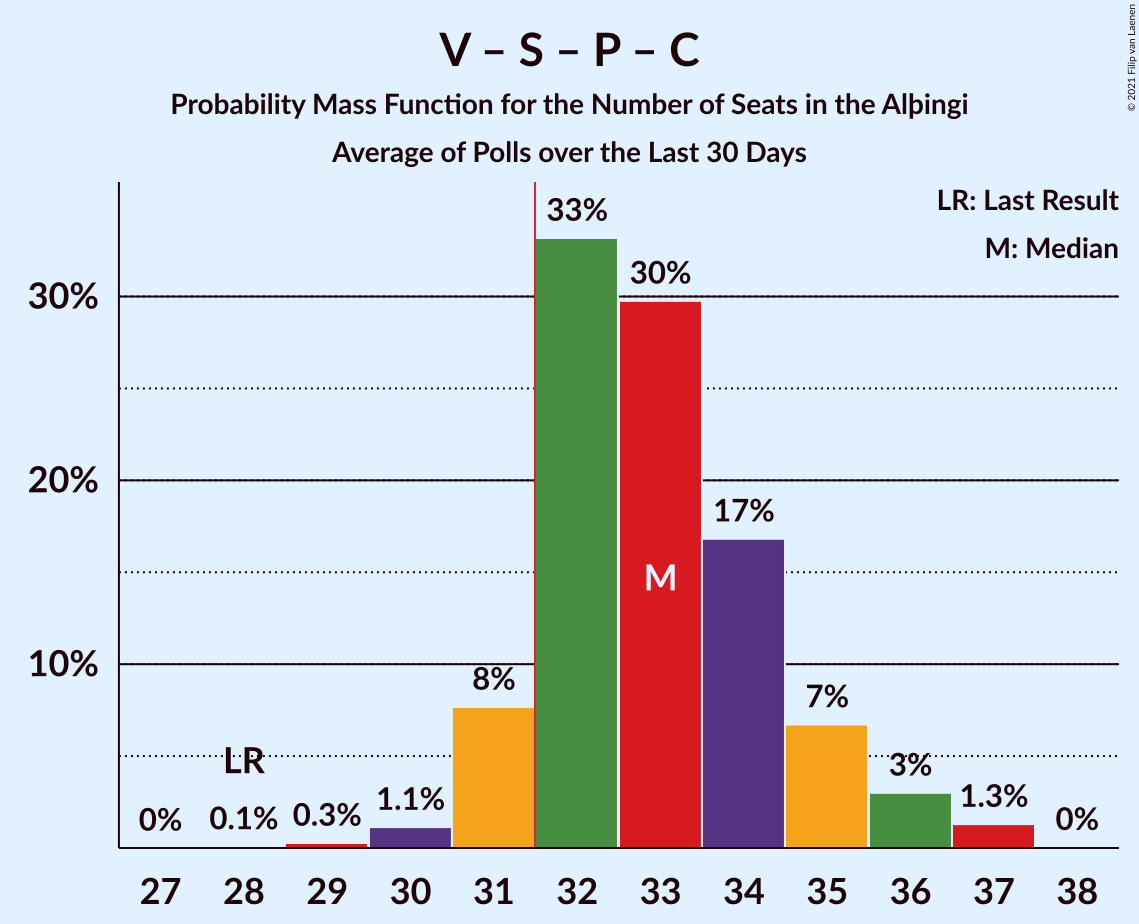 V – S – P – C
Probability Mass Function for the Number of Seats in the Alþingi
Average of Polls over the Last 30 Days
© 2021 Filip van Laenen
LR: Last Result
M: Median
33%
30%
30%
20%
17%
M
10%
8%
7%
LR
3%
0%
0.1%
0.3%
1.1%
1.3%
0%
27 28 29 30 31 32 33 34 35 36 37 38